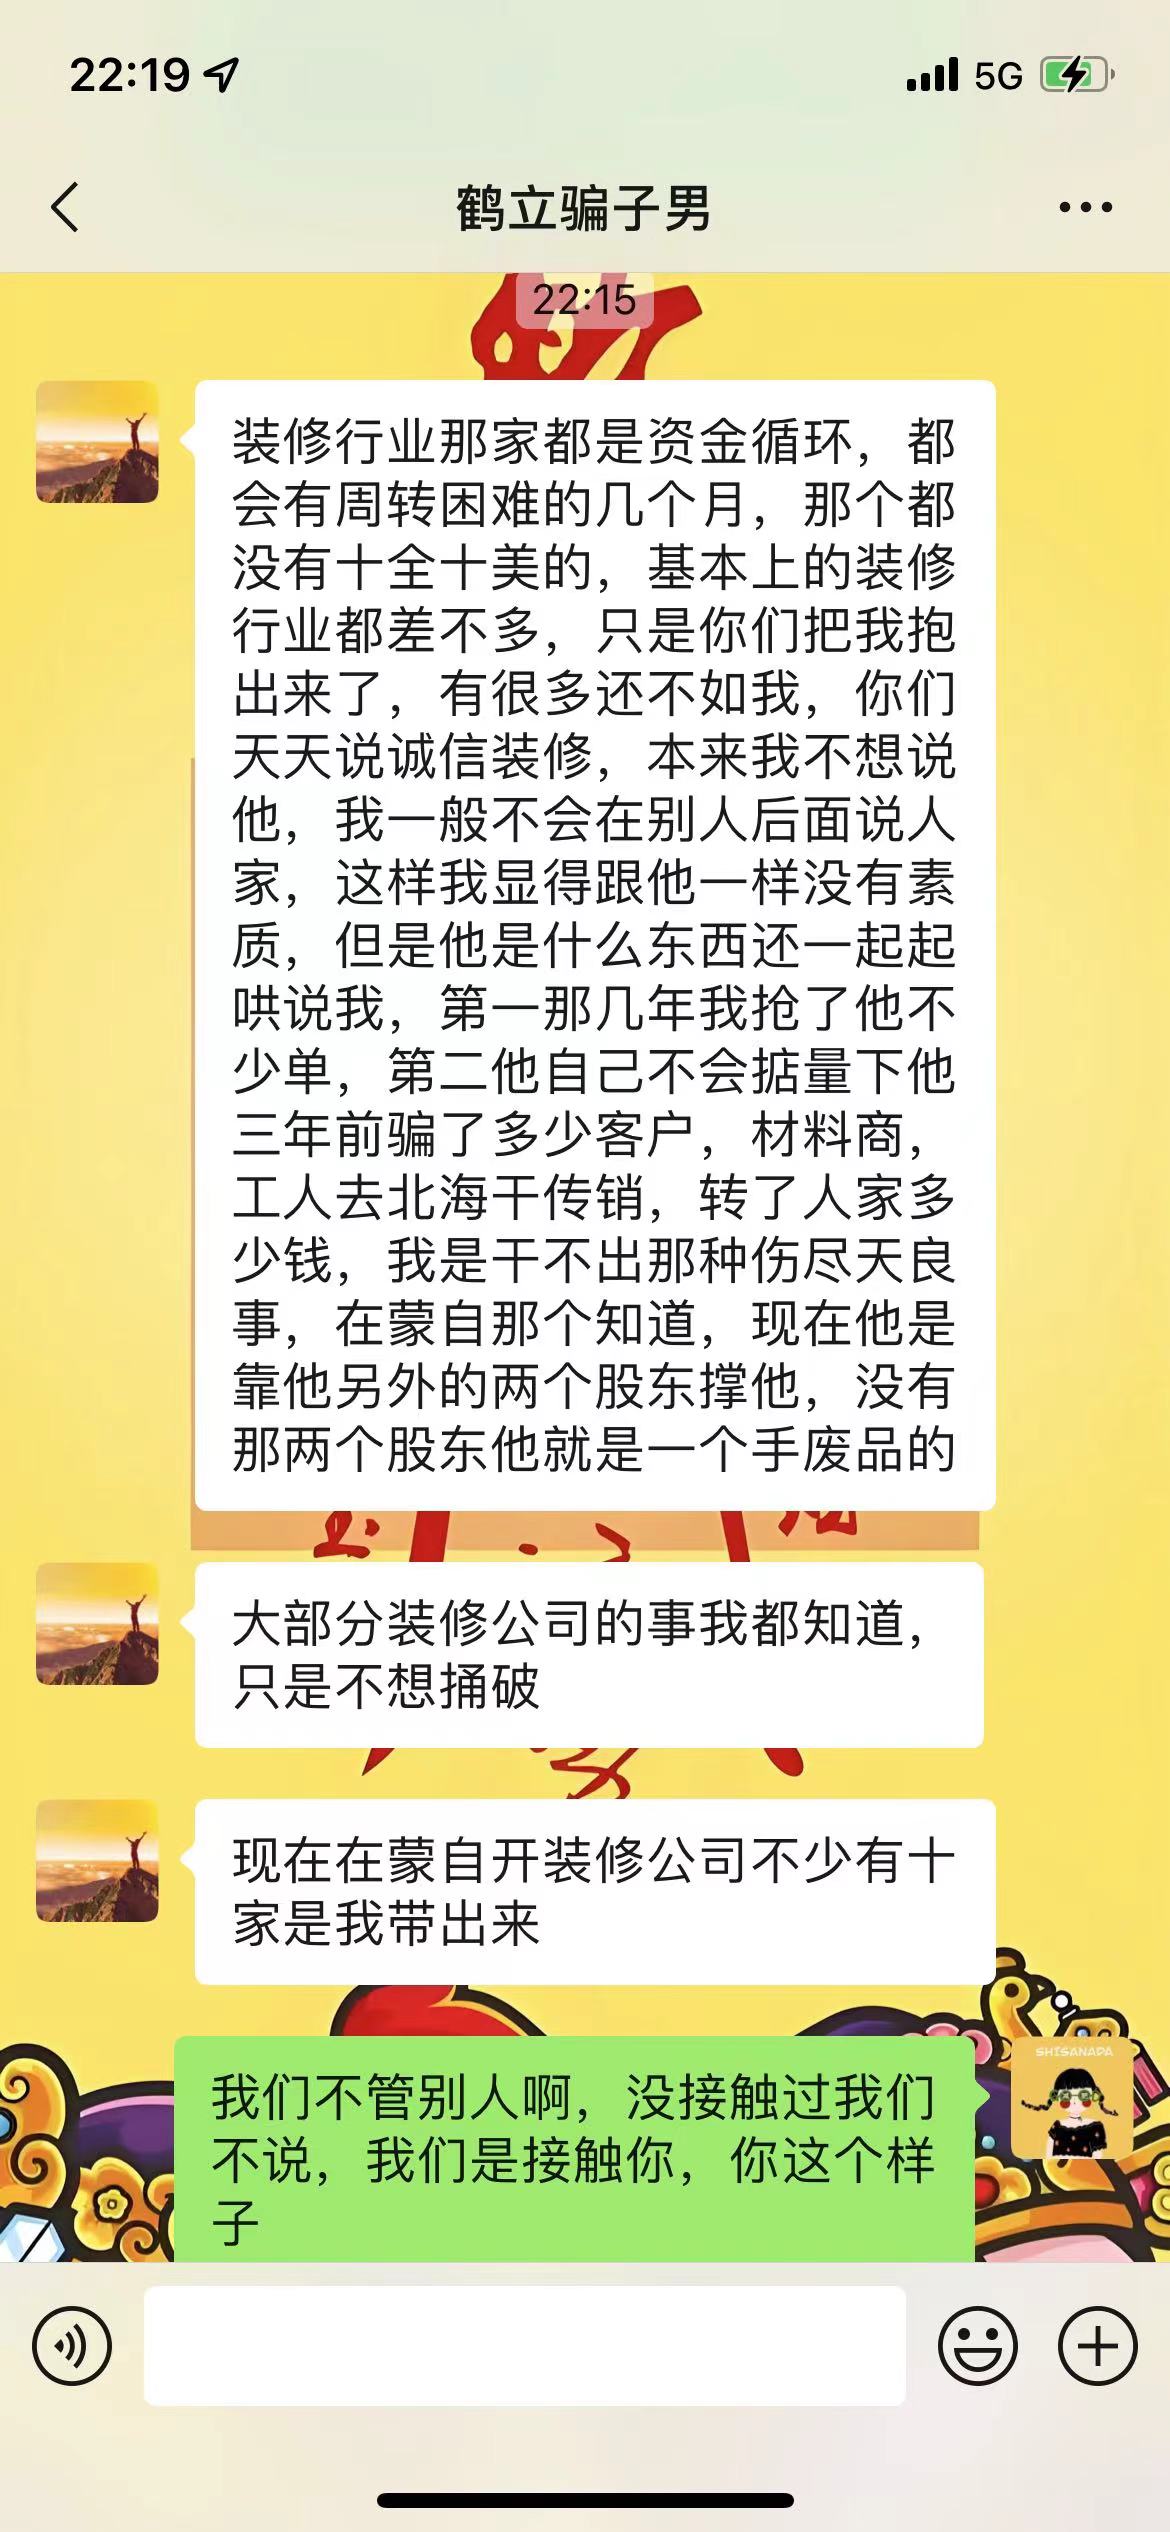 22:19
5G
鹤立骗子男
22:15
装修行业那家都是资金循环，都
会有周转困难的几个月，那个都
没有十全十美的，基本上的装修
行业都差不多，只是你们把我抱
出来了，有很多还不如我，你们
天天说诚信装修，本来我不想说
他，我一般不会在别人后面说人
家，这样我显得跟他一样没有素
质，但是他是什么东西还一起起
哄说我，第一那几年我抢了他不
少单，第二他自己不会掂量下他
三年前骗了多少客户，材料商，
工人去北海干传销，转了人家多
少钱，我是干不出那种伤尽天良
事，在蒙自那个知道，现在他是
靠他另外的两个股东撑他，没有
那两个股东他就是一个手废品的
大部分装修公司的事我都知道，
只是不想捅破
现在在蒙自开装修公司不少有十
家是我带出来
SHISANADA
我们不管别人啊，没接触过我们
不说，我们是接触你，你这个样
子